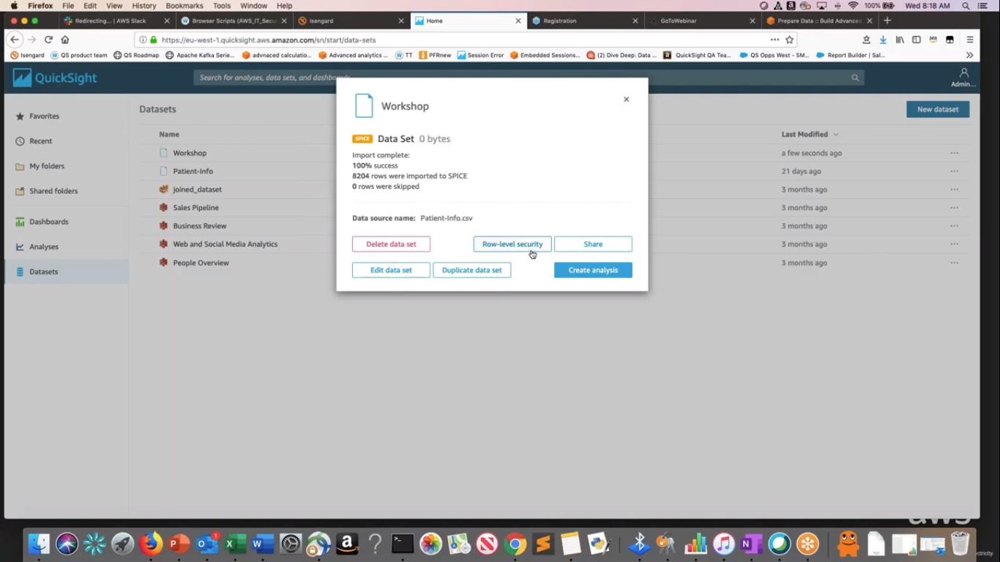 Firefox File Edit View History Bookmarks Tools Window Help 100% Wed 8:18 AM
Redirecting... | AWS Slack Browser Scripts (AWS_IT_Secu Isengard Home Registration GoToWebinar Prepare Data :: Build Advanced
https://eu-west-1.quicksight.aws.amazon.com/sn/start/data-sets
Isengard QS product team QS Roadmap Apache Kafka Serie... advnaced calculatio... Advanced analytics ... TT PFRnew Session Error Embedded Sessions... (2) Dive Deep: Data ... QuickSight QA Tea... QS Opps West - SM... Report Builder | Sal...
QuickSight
Search for analyses, data sets, and dashboards
Admin...
Favorites
Recent
My folders
Shared folders
Dashboards
Analyses
Datasets
Datasets
New dataset
Name Last Modified
Workshop a few seconds ago
Patient-Info 21 days ago
joined_dataset 3 months ago
Sales Pipeline 3 months ago
Business Review 3 months ago
Web and Social Media Analytics 3 months ago
People Overview 3 months ago
Workshop
SPICE Data Set 0 bytes
Import complete:
100% success
8204 rows were imported to SPICE
0 rows were skipped
Data source name: Patient-Info.csv
Delete data set Row-level security Share
Edit data set Duplicate data set Create analysis
aws